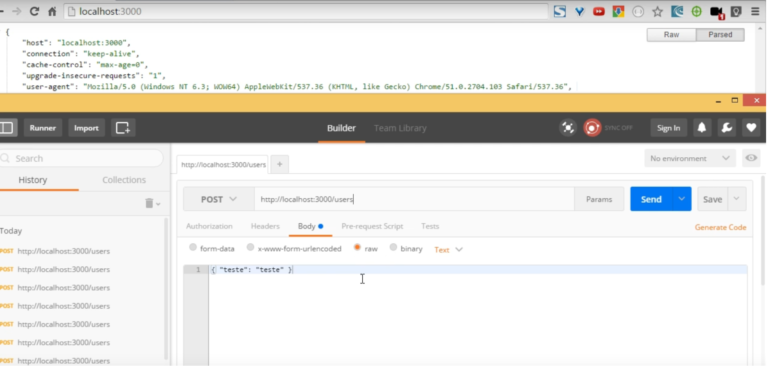 localhost:3000
{
"host": "localhost:3000",
"connection": "keep-alive",
"cache-control": "max-age=0",
"upgrade-insecure-requests": "1",
"user-agent": "Mozilla/5.0 (Windows NT 6.3; WOW64) AppleWebKit/537.36 (KHTML, like Gecko) Chrome/51.0.2704.103 Safari/537.36",
Raw Parsed
Runner Import Builder Team Library SYNC OFF Sign In
Search
History Collections
Today
POST http://localhost:3000/users
POST http://localhost:3000/users
POST http://localhost:3000/users
POST http://localhost:3000/users
POST http://localhost:3000/users
POST http://localhost:3000/users
POST http://localhost:3000/users
http://localhost:3000/users + No environment
POST http://localhost:3000/users Params Send Save
Authorization Headers Body Pre-request Script Tests Generate Code
form-data x-www-form-urlencoded raw binary Text
1 { "teste": "teste" }